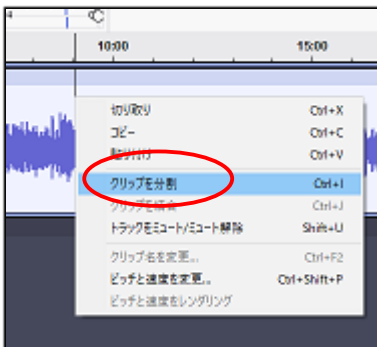 10:00 15:00
切り取り Ctrl+X
コピー Ctrl+C
貼り付け Ctrl+V
クリップを分割 Ctrl+I
クリップを結合 Ctrl+J
トラックをミュート/ミュート解除 Shift+U
クリップ名を変更... Ctrl+F2
ピッチと速度を変更... Ctrl+Shift+P
ピッチと速度をレンダリング